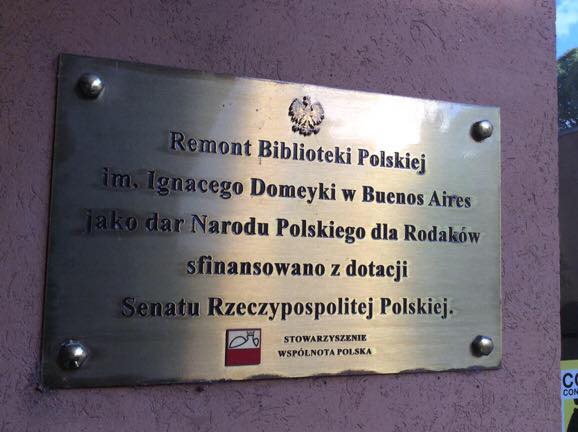 Remont Biblioteki Polskiej
im. Ignacego Domeyki w Buenos Aires
jako dar Narodu Polskiego dla Rodaków
sfinansowano z dotacji
Senatu Rzeczypospolitej Polskiej.
STOWARZYSZENIE
WSPÓLNOTA POLSKA